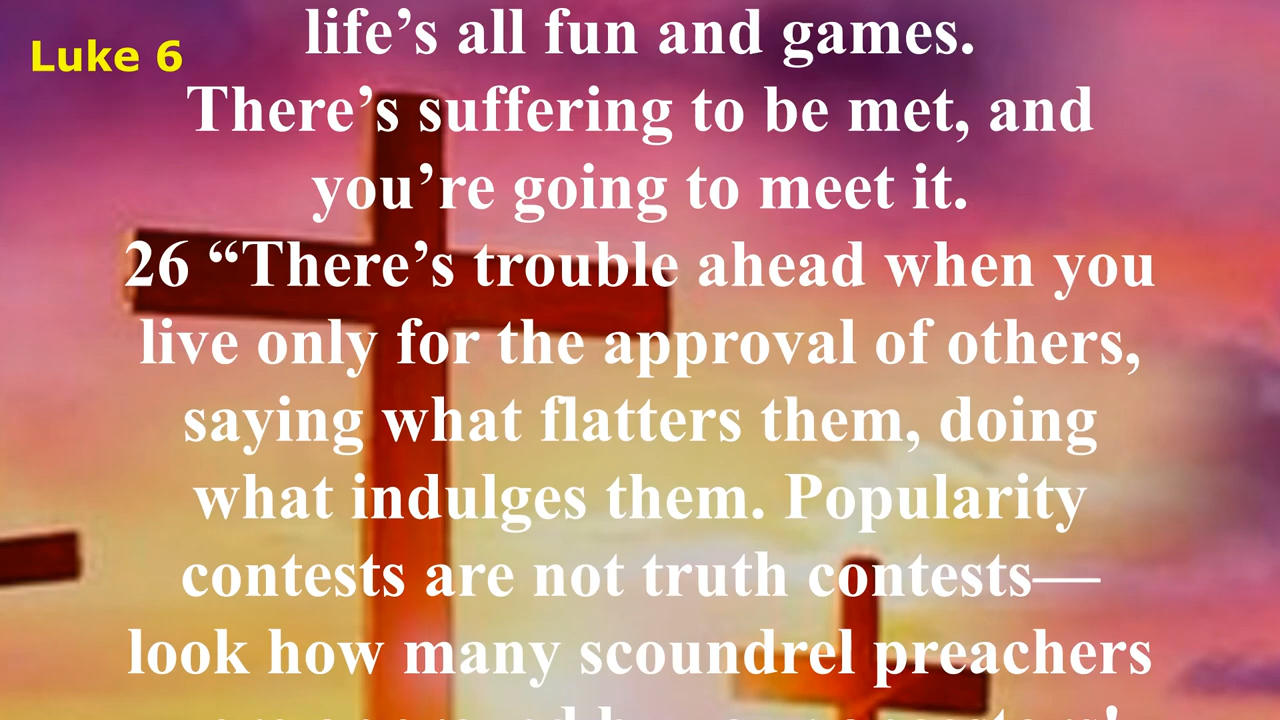 Luke 6
life’s all fun and games.
There’s suffering to be met, and
you’re going to meet it.
26 “There’s trouble ahead when you
live only for the approval of others,
saying what flatters them, doing
what indulges them. Popularity
contests are not truth contests—
look how many scoundrel preachers